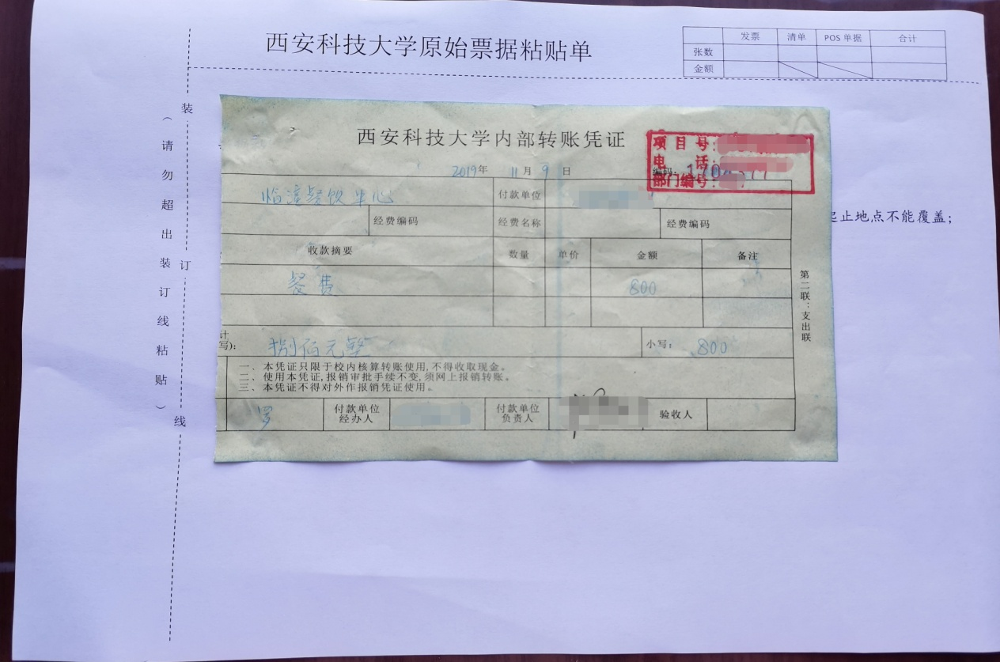 西安科技大学原始票据粘贴单
发票 清单 POS 单据 合计
张数
金额
装
订
线
（请勿超出装订线粘贴）
起止地点不能覆盖；
西安科技大学内部转账凭证
2019年 11月 9日
编码：
项目号：
电话：
部门编号：
临潼餐饮中心 付款单位
经费编码 经费名称 经费编码
收款摘要 数量 单价 金额 备注
餐费 800
计
写）： 捌佰元整 小写： 800
一、本凭证只限于校内核算转账使用，不得收取现金。
二、使用本凭证，报销审批手续不变，须网上报销转账。
三、本凭证不得对外作报销凭证使用。
罗 付款单位 付款单位 验收人
经办人 负责人
第二联：支出联